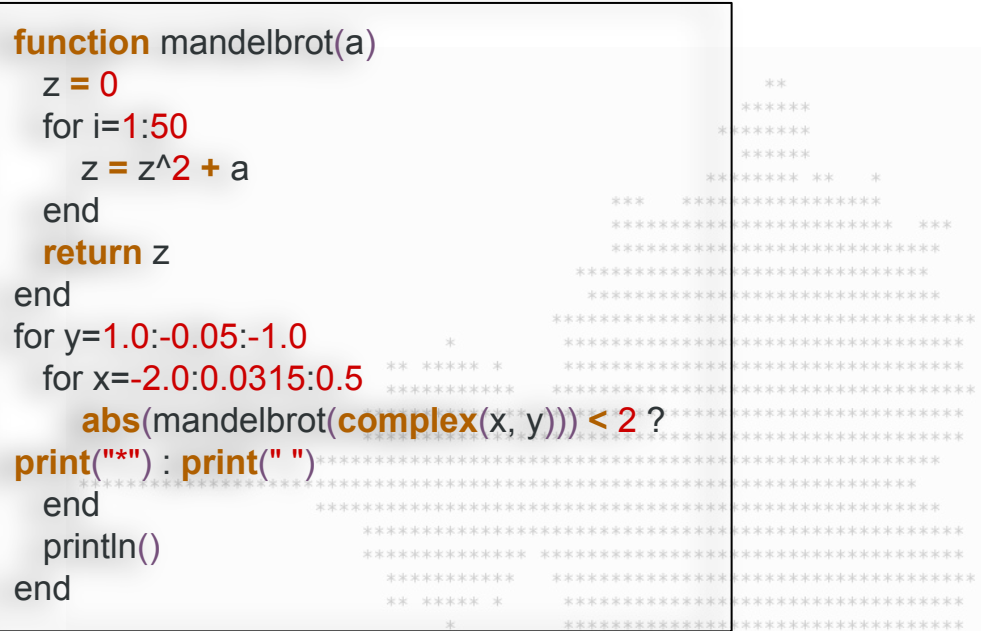 function mandelbrot(a)
  z = 0
  for i=1:50
    z = z^2 + a
  end
  return z
end
for y=1.0:-0.05:-1.0
  for x=-2.0:0.0315:0.5
    abs(mandelbrot(complex(x, y))) < 2 ?
print("*") : print(" ")
  end
  println()
end